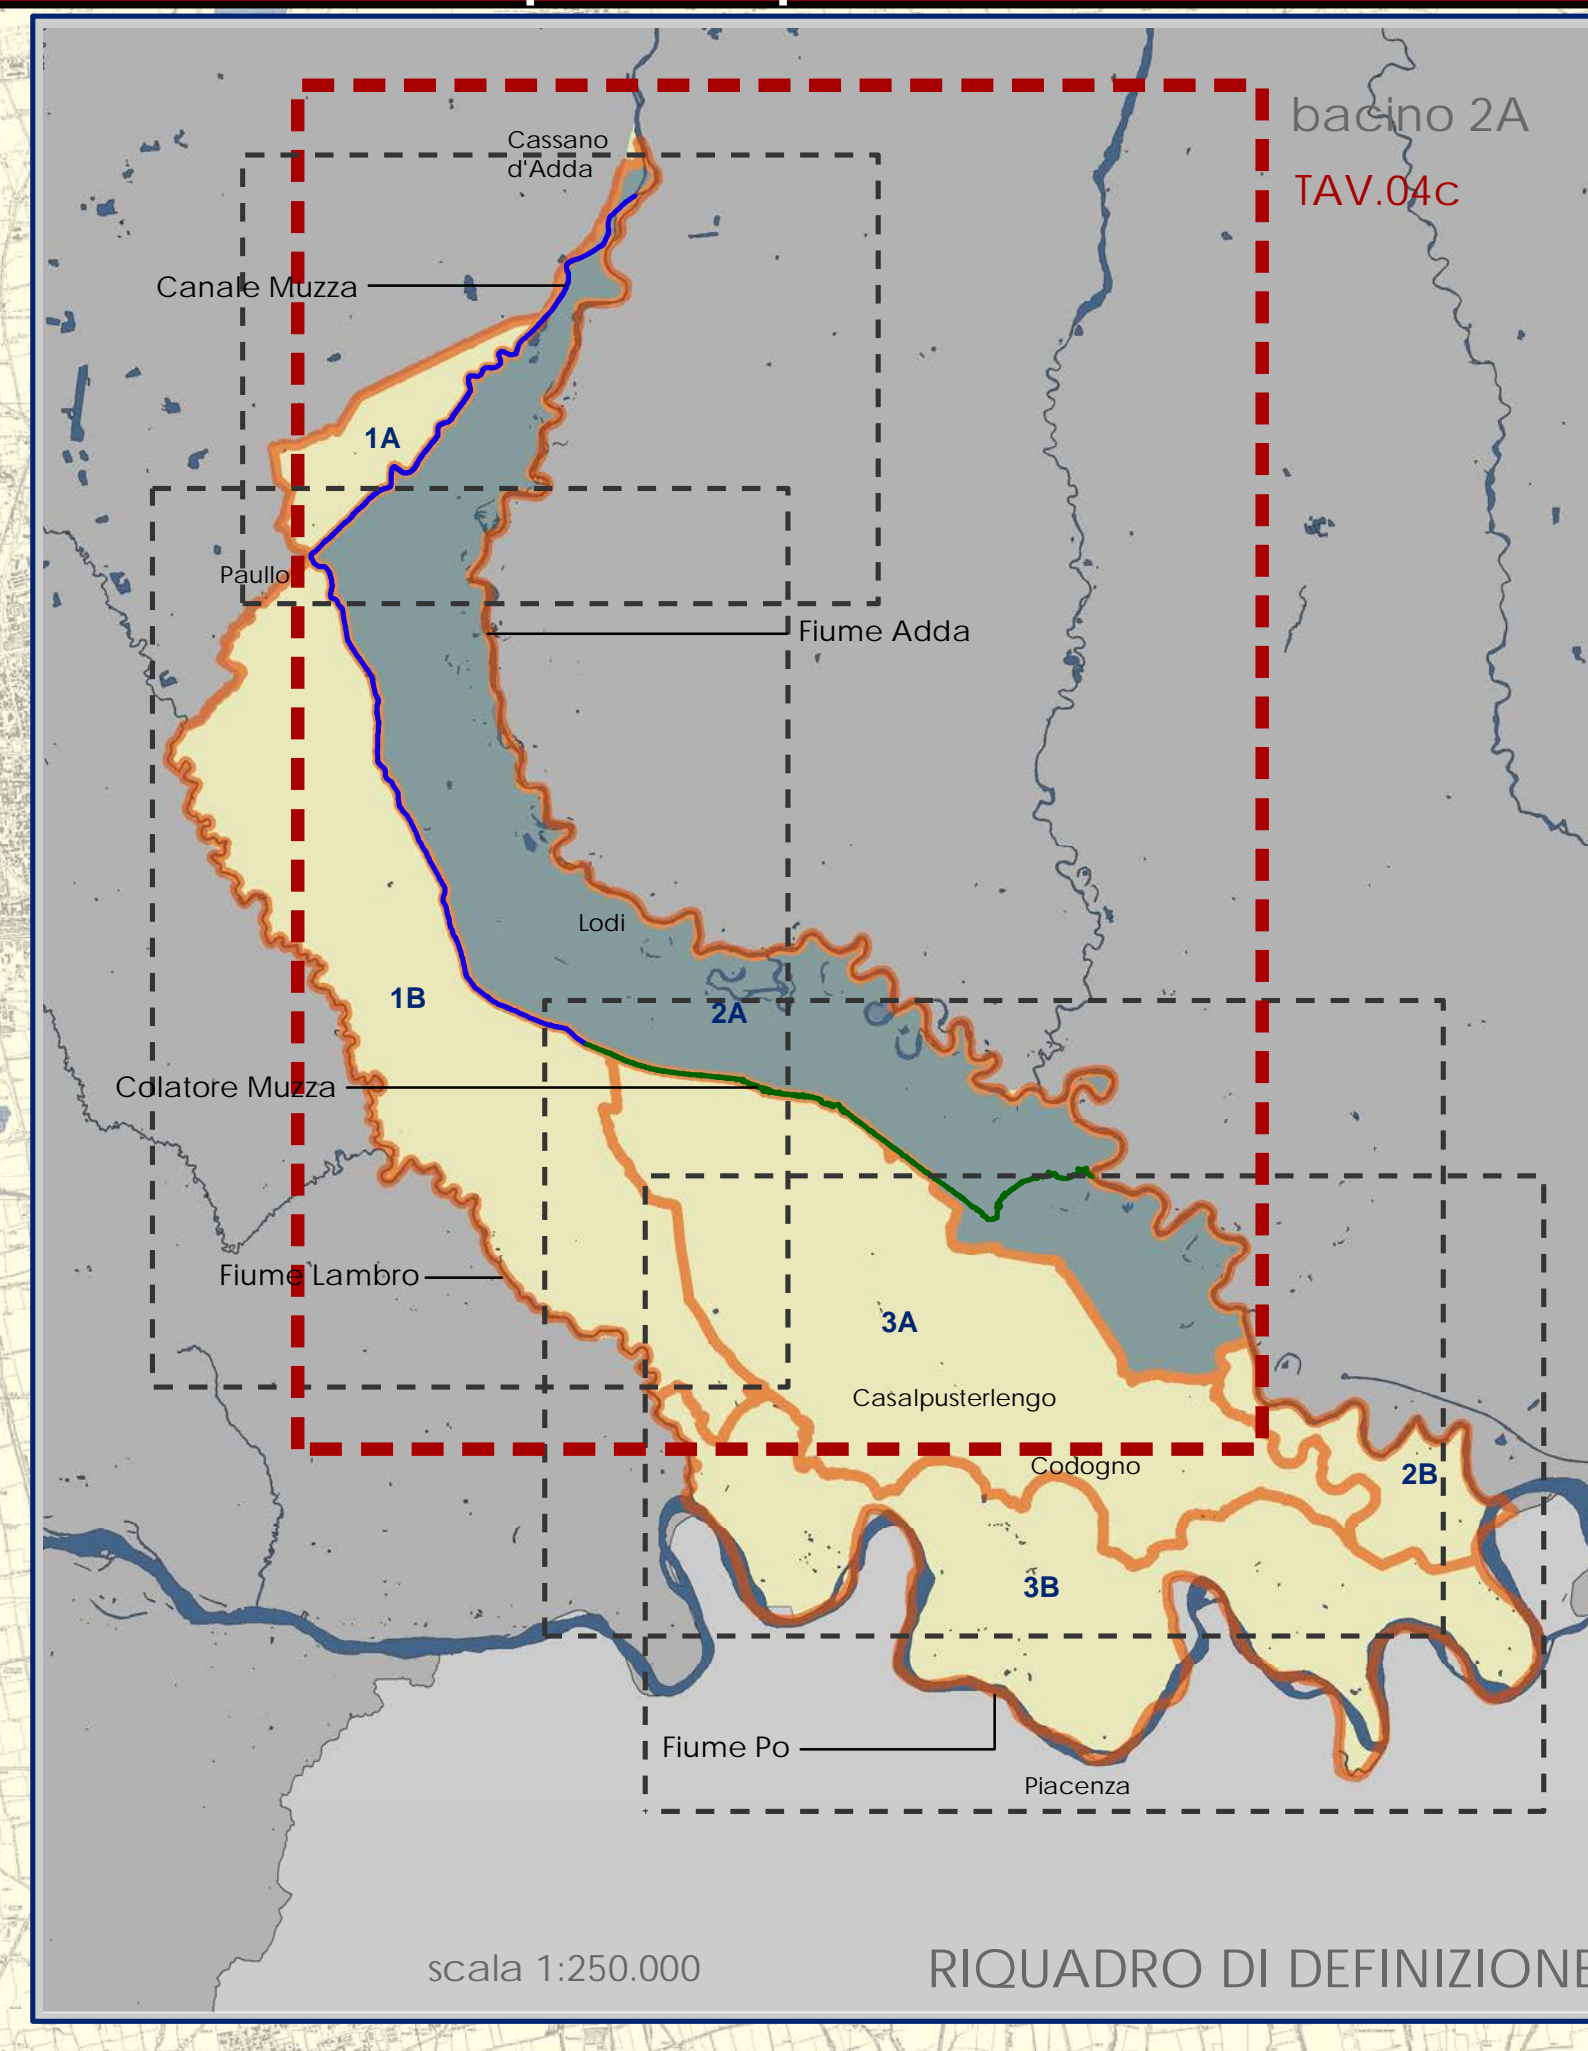 bacino 2A
TAV.04c
Cassano
d'Adda
Canale Muzza
1A
Paullo
Fiume Adda
Lodi
1B
2A
Colatore Muzza
Fiume Lambro
3A
Casalpusterlengo
Codogno
2B
3B
Fiume Po
Piacenza
scala 1:250.000
RIQUADRO DI DEFINIZIONE